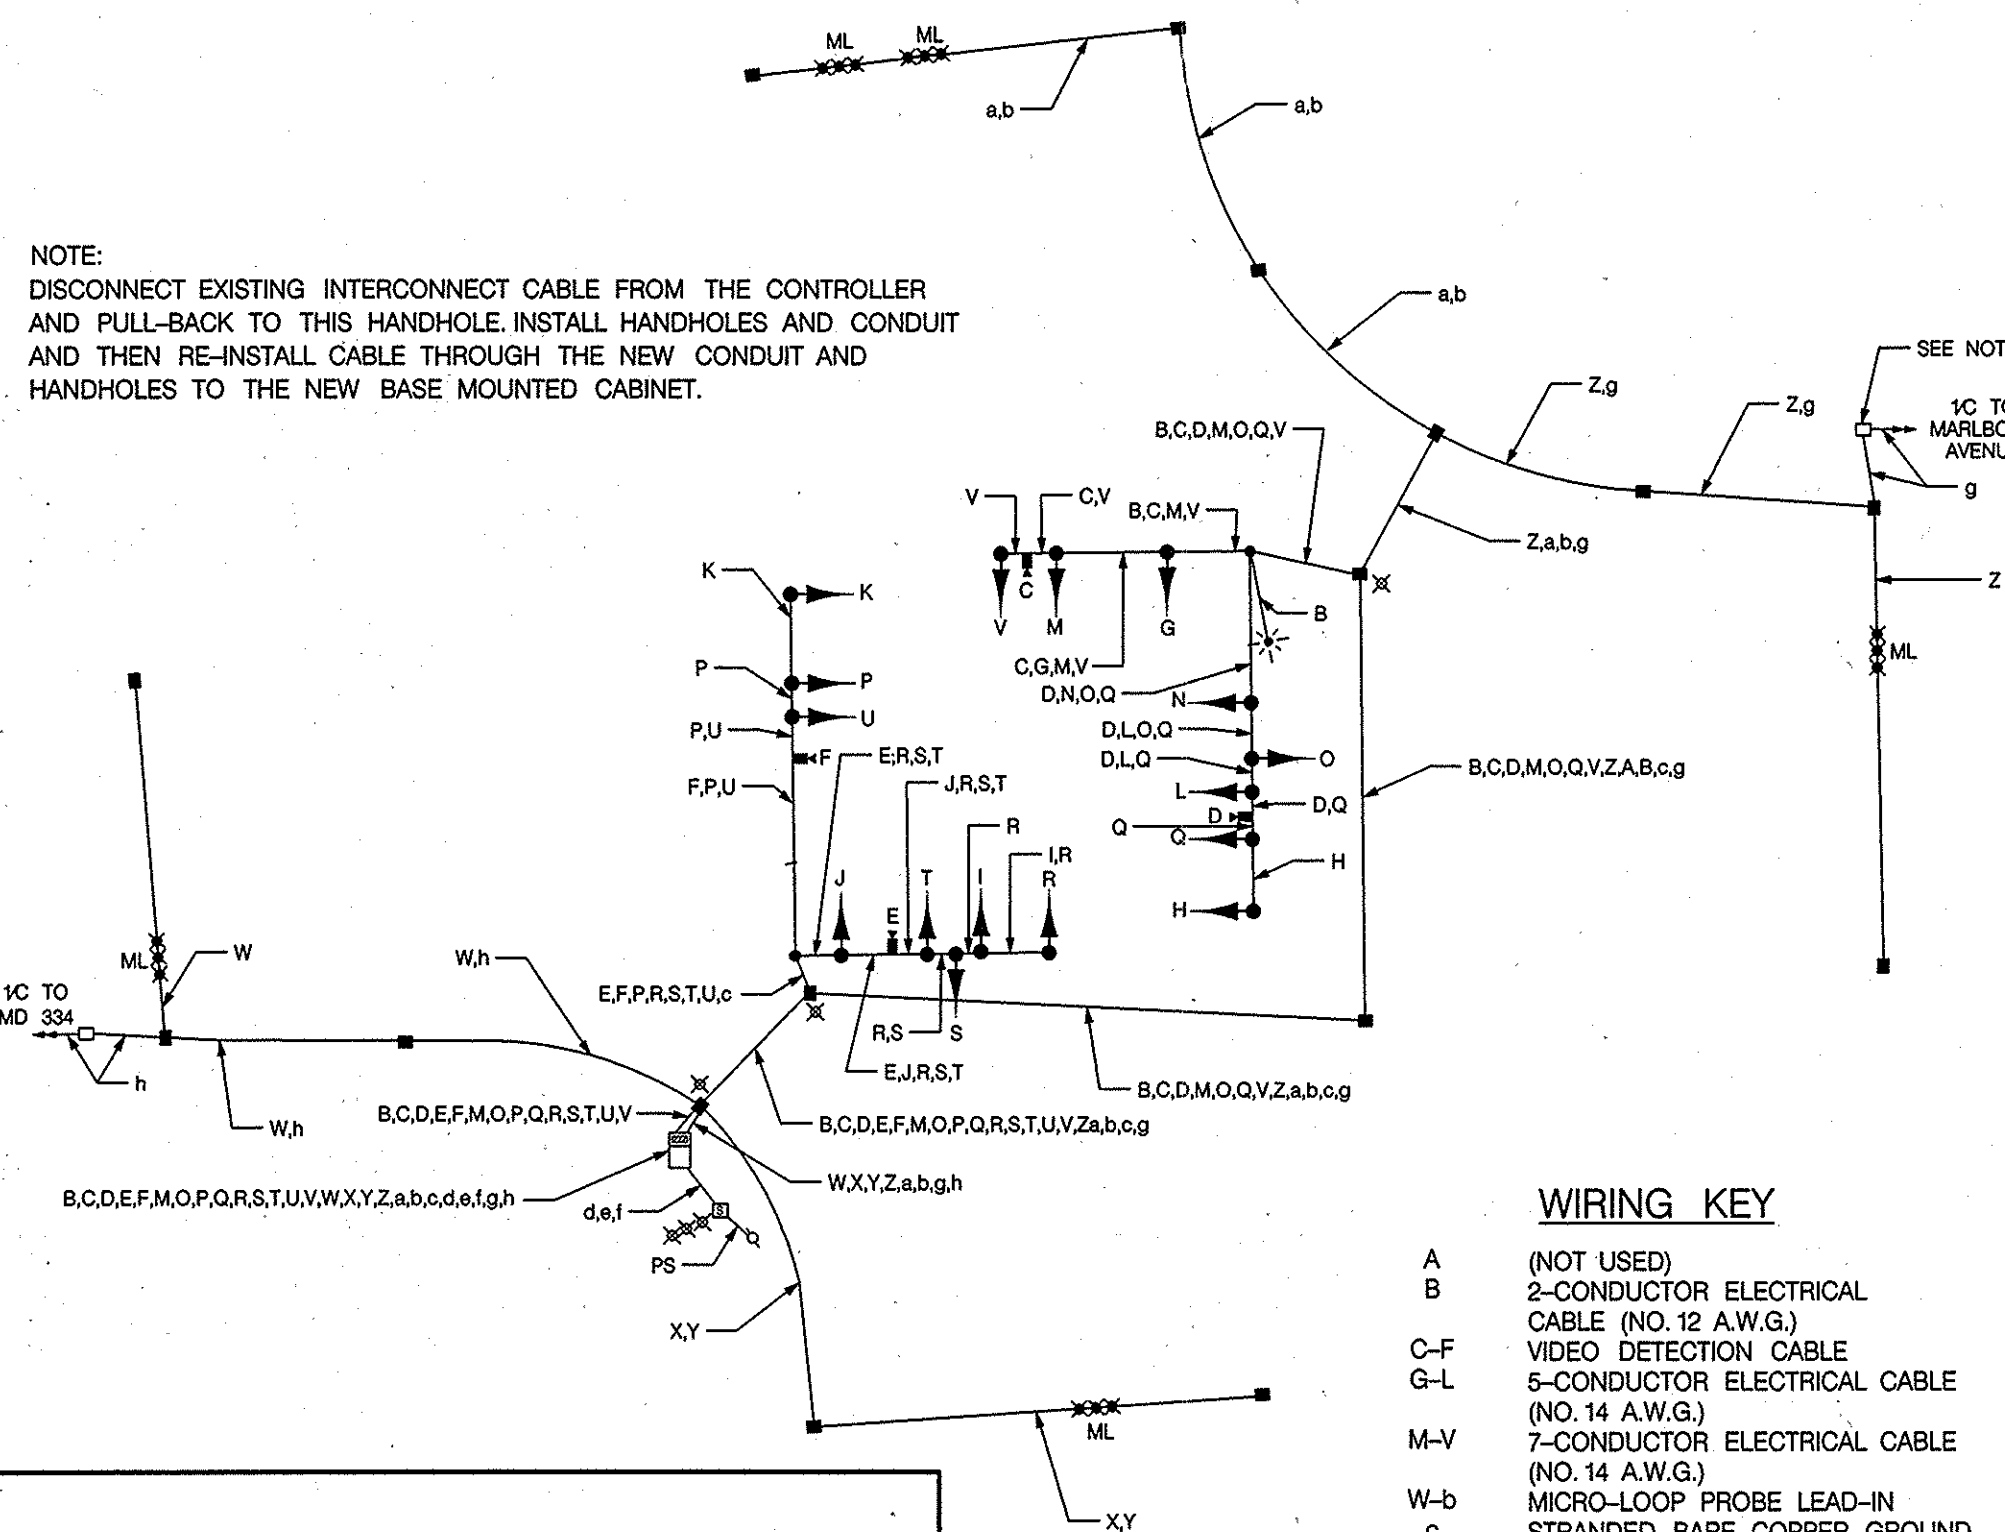 ML
ML
a,b
a,b
NOTE:
DISCONNECT EXISTING INTERCONNECT CABLE FROM THE CONTROLLER
AND PULL-BACK TO THIS HANDHOLE. INSTALL HANDHOLES AND CONDUIT
AND THEN RE-INSTALL CABLE THROUGH THE NEW CONDUIT AND
HANDHOLES TO THE NEW BASE MOUNTED CABINET.
a,b
SEE NOT
Z,g
Z,g
1/C TO
MARLBO
AVENU
B,C,D,M,O,Q,V
g
V
C,V
B,C,M,V
Z,a,b,g
K
K
C
Z
V
M
G
B
ML
C,G,M,V
P
P
D,N,O,Q
N
U
P,U
D,L,O,Q
F
E,R,S,T
D,L,Q
O
B,C,D,M,O,Q,V,Z,A,B,c,g
J,R,S,T
F,P,U
L
D,Q
D
R
Q
Q
I,R
H
J
T
I
R
H
E
W
W,h
ML
1/C TO
MD 334
E,F,P,R,S,T,U,c
R,S
S
h
E,J,R,S,T
B,C,D,M,O,Q,V,Z,a,b,c,g
B,C,D,E,F,M,O,P,Q,R,S,T,U,V
W,h
B,C,D,E,F,M,O,P,Q,R,S,T,U,V,Za,b,c,g
W,X,Y,Z,a,b,g,h
B,C,D,E,F,M,O,P,Q,R,S,T,U,V,W,X,Y,Z,a,b,c,d,e,f,g,h
d,e,f
S
PS
X,Y
ML
X,Y
WIRING KEY
A (NOT USED)
B 2-CONDUCTOR ELECTRICAL
CABLE (NO. 12 A.W.G.)
C-F VIDEO DETECTION CABLE
G-L 5-CONDUCTOR ELECTRICAL CABLE
(NO. 14 A.W.G.)
M-V 7-CONDUCTOR ELECTRICAL CABLE
(NO. 14 A.W.G.)
W-b MICRO-LOOP PROBE LEAD-IN
c STRANDED BARE COPPER GROUND